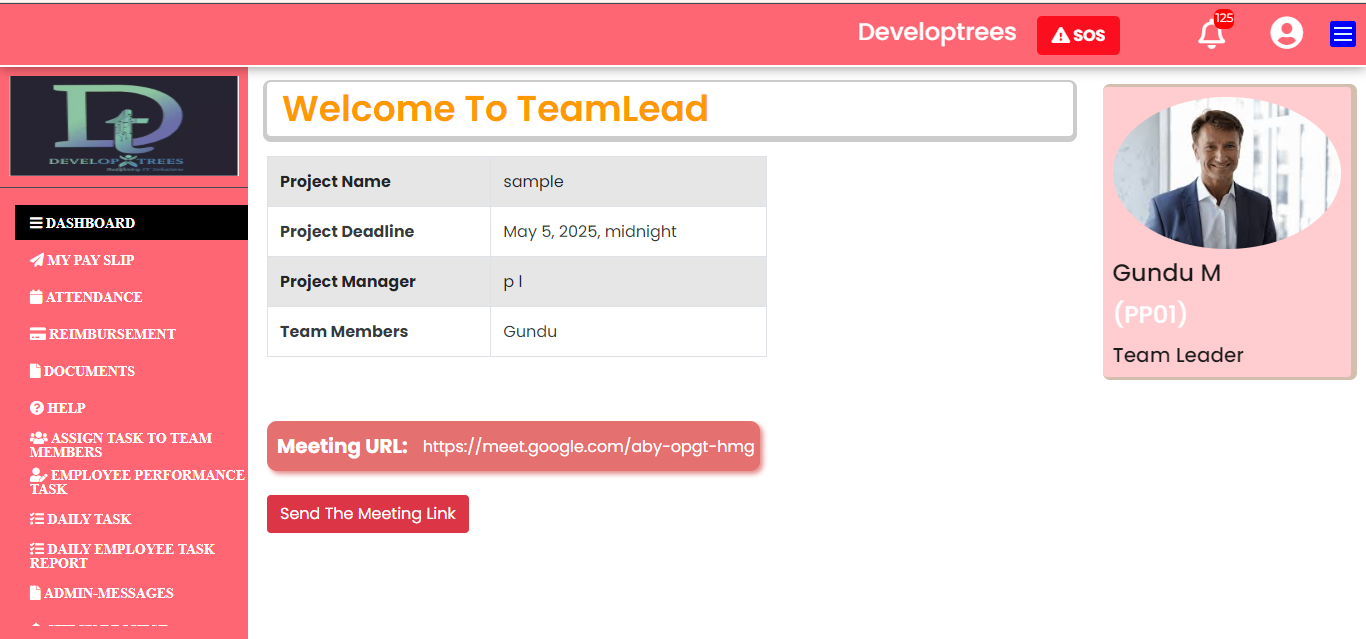 Developtrees
SOS
125
DEVELOPTREES
DASHBOARD
MY PAY SLIP
ATTENDANCE
REIMBURSEMENT
DOCUMENTS
HELP
ASSIGN TASK TO TEAM
MEMBERS
EMPLOYEE PERFORMANCE
TASK
DAILY TASK
DAILY EMPLOYEE TASK
REPORT
ADMIN-MESSAGES
Welcome To TeamLead
Project Name sample
Project Deadline May 5, 2025, midnight
Project Manager p l
Team Members Gundu
Meeting URL: https://meet.google.com/aby-opgt-hmg
Send The Meeting Link
Gundu M
(PP01)
Team Leader